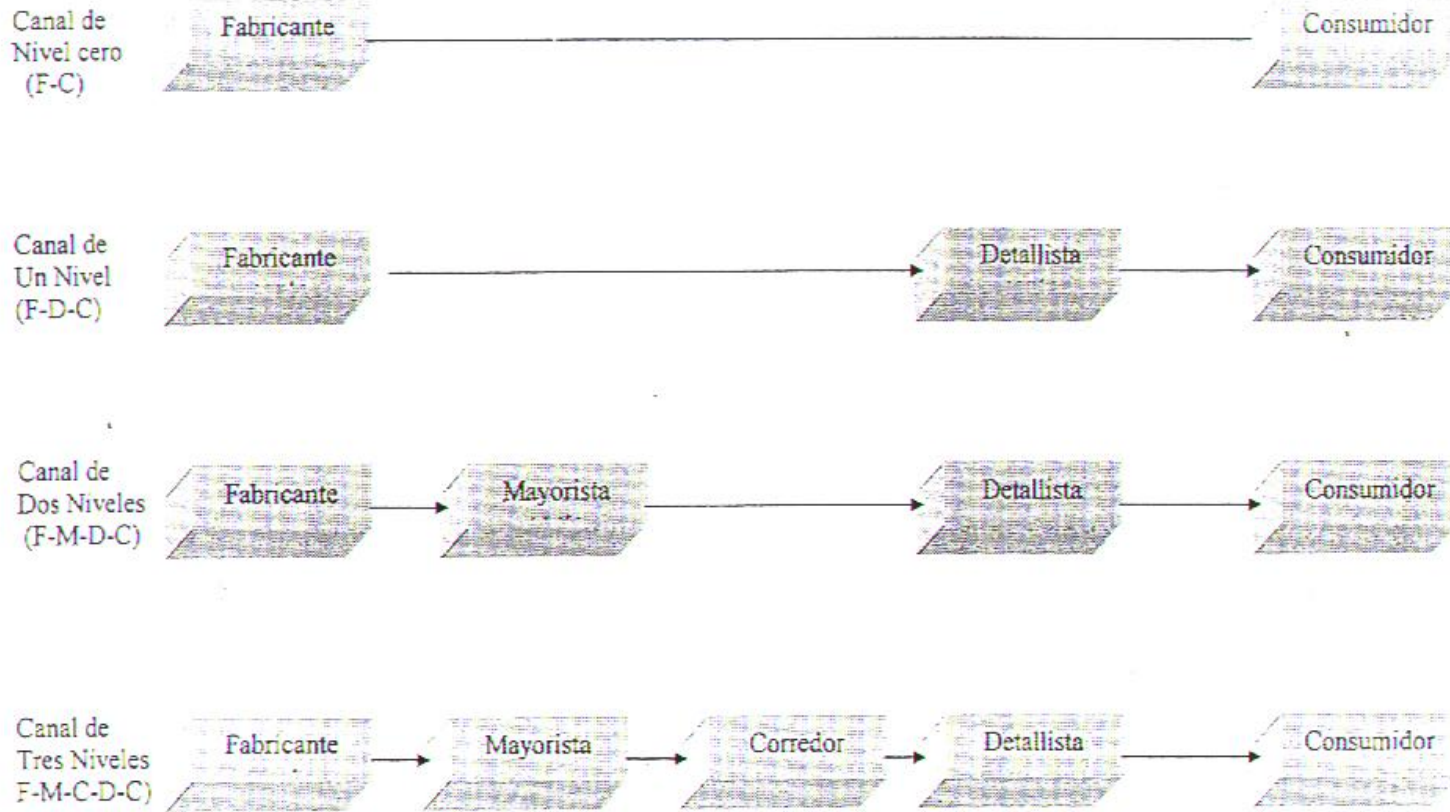 Canal de
Nivel cero
(F-C)
Fabricante
Consumidor
Canal de
Un Nivel
(F-D-C)
Fabricante
Detallista
Consumidor
Canal de
Dos Niveles
(F-M-D-C)
Fabricante
Mayorista
Detallista
Consumidor
Canal de
Tres Niveles
F-M-C-D-C)
Fabricante
Mayorista
Corredor
Detallista
Consumidor